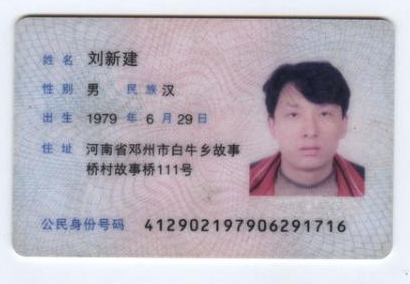 姓名 刘新建
性别 男 民族 汉
出生 1979 年 6 月 29 日
住址 河南省邓州市白牛乡故事
桥村故事桥111号
公民身份号码 412902197906291716